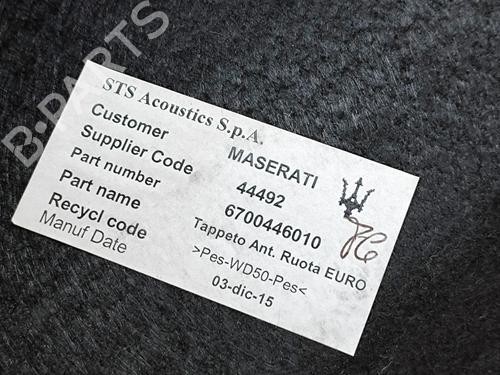 B-PARTS
STS Acoustics S.p.A.
Customer MASERATI
Supplier Code 44492
Part number 6700446010
Part name Tappeto Ant. Ruota EURO
Recycl code >Pes-WD50-Pes<
Manuf Date 03-dic-15